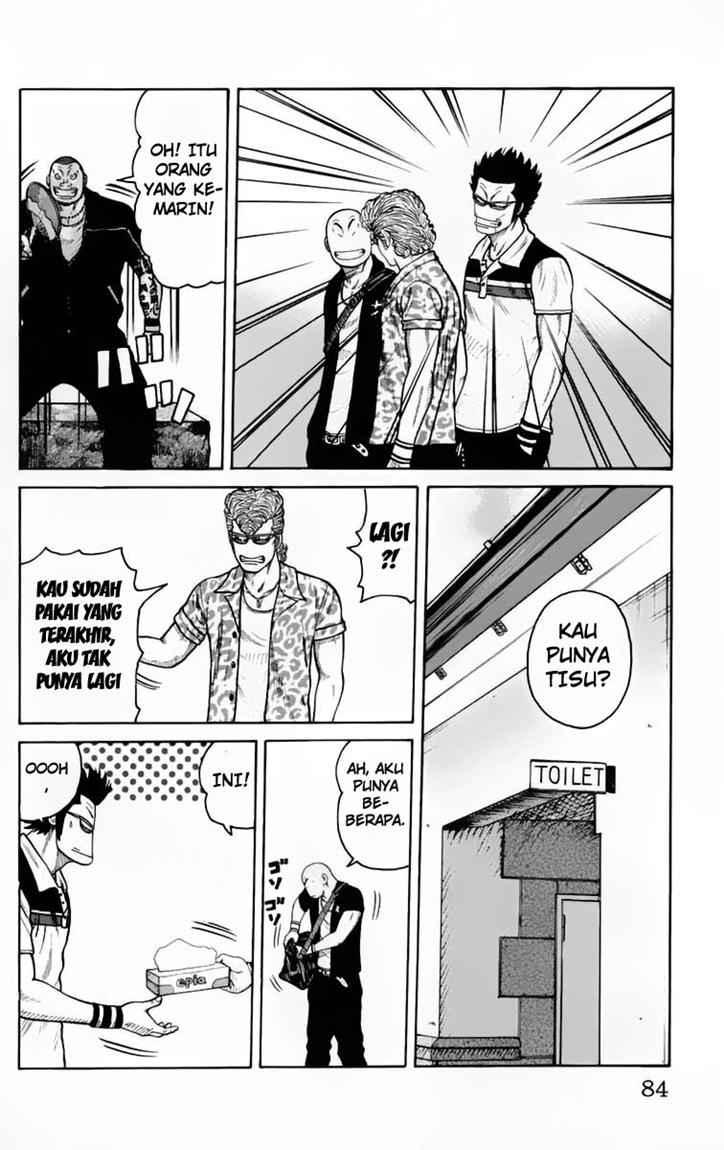 OH! ITU
ORANG
YANG KE-
MARIN!
KAU
PUNYA
TISU?
TOILET
LAGI
?!
KAU SUDAH
PAKAI YANG
TERAKHIR,
AKU TAK
PUNYA LAGI
AH, AKU
PUNYA
BE-
BERAPA.
ゴソ
ゴソ
INI!
OOOH
,
epia
84